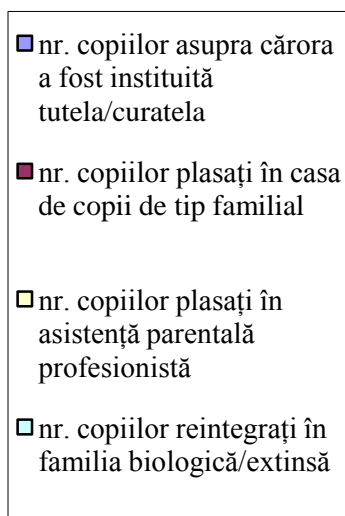 nr. copiilor asupra cărora
a fost instituită
tutela/curatela
nr. copiilor plasați în casa
de copii de tip familial
nr. copiilor plasați în
asistență parentală
profesionistă
nr. copiilor reintegrați în
familia biologică/extinsă